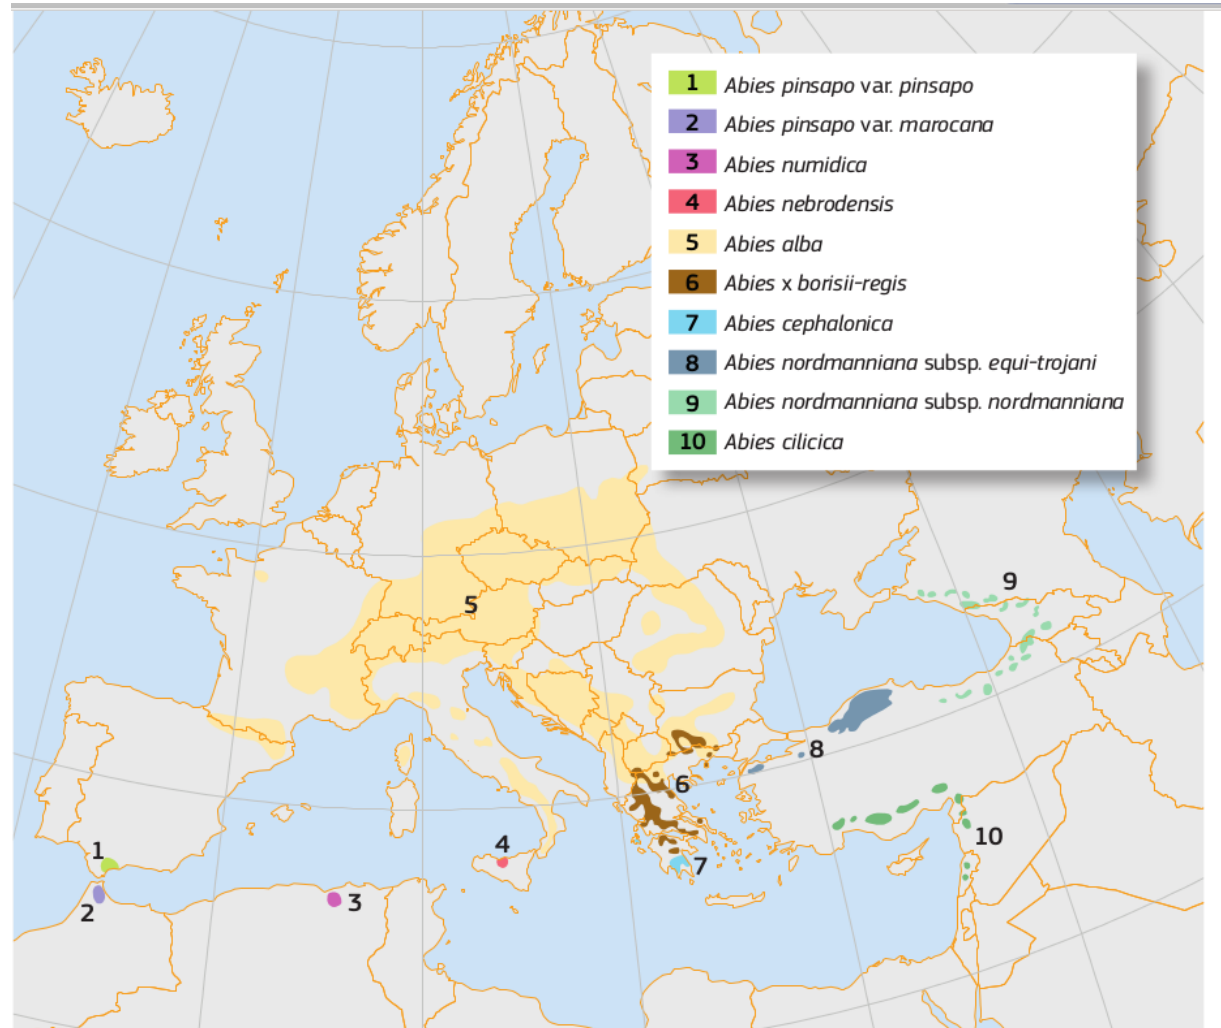 1 Abies pinsapo var. pinsapo
2 Abies pinsapo var. marocana
3 Abies numidica
4 Abies nebrodensis
5 Abies alba
6 Abies x borisii-regis
7 Abies cephalonica
8 Abies nordmanniana subsp. equi-trojani
9 Abies nordmanniana subsp. nordmanniana
10 Abies cilicica
9
5
8
6
10
4
1
7
3
2